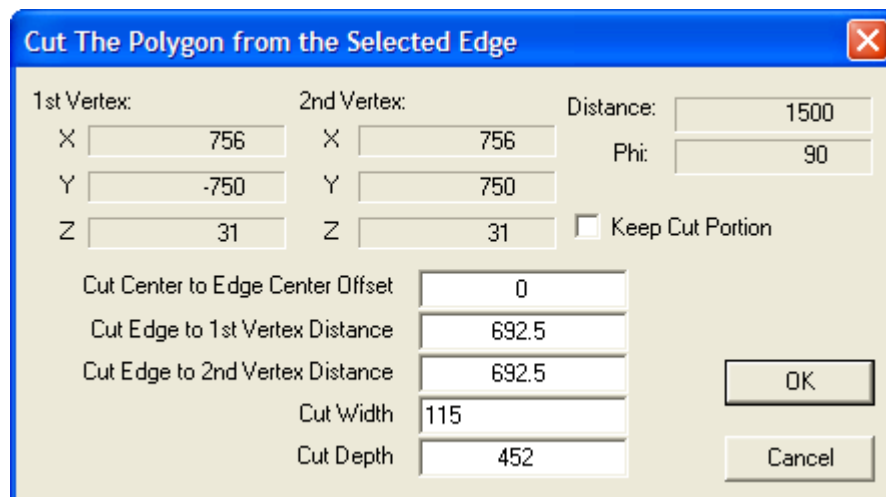 Cut The Polygon from the Selected Edge
1st Vertex: 2nd Vertex: Distance: 1500
X 756 X 756 Phi: 90
Y -750 Y 750
Z 31 Z 31 Keep Cut Portion
Cut Center to Edge Center Offset 0
Cut Edge to 1st Vertex Distance 692.5
Cut Edge to 2nd Vertex Distance 692.5
Cut Width 115
Cut Depth 452
OK
Cancel